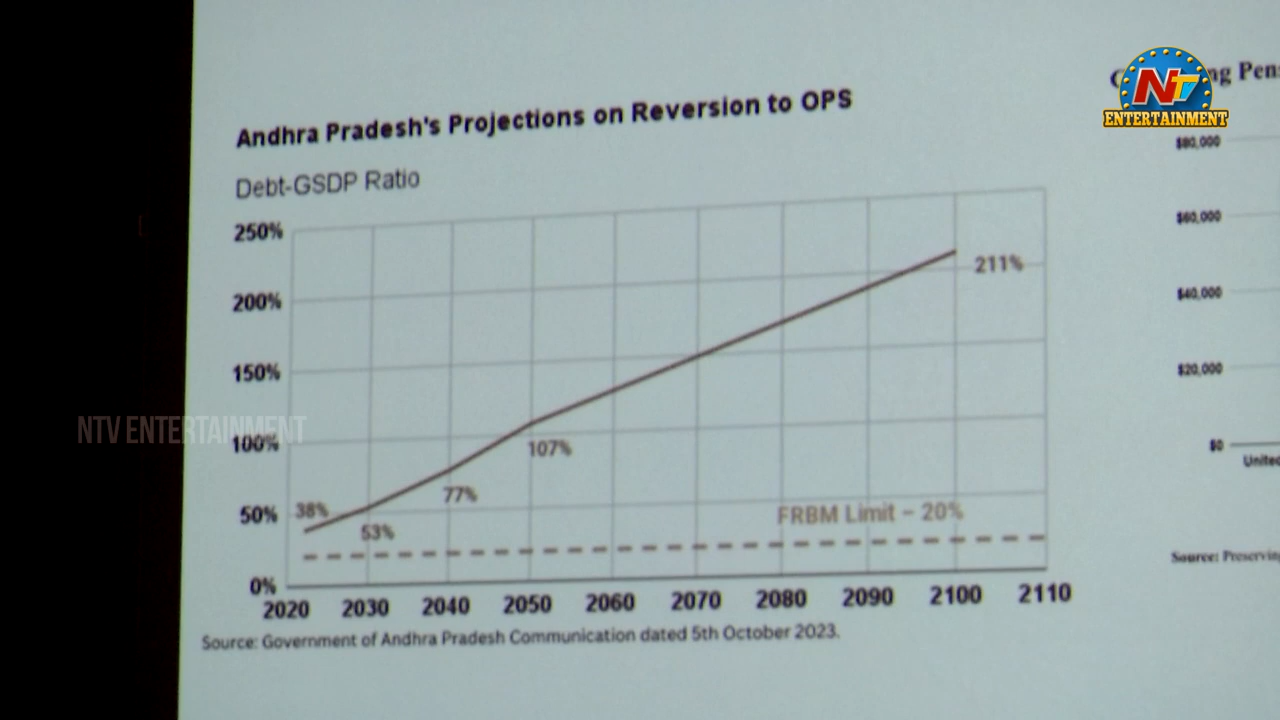 Andhra Pradesh's Projections on Reversion to OPS
Debt-GSDP Ratio
250%
200%
150%
100%
50%
0%
38%
53%
77%
107%
211%
FRBM Limit – 20%
2020 2030 2040 2050 2060 2070 2080 2090 2100 2110
Source: Government of Andhra Pradesh Communication dated 5th October 2023.
NTV ENTERTAINMENT
NT
ENTERTAINMENT
$80,000
$60,000
$40,000
$20,000
$0
Source: